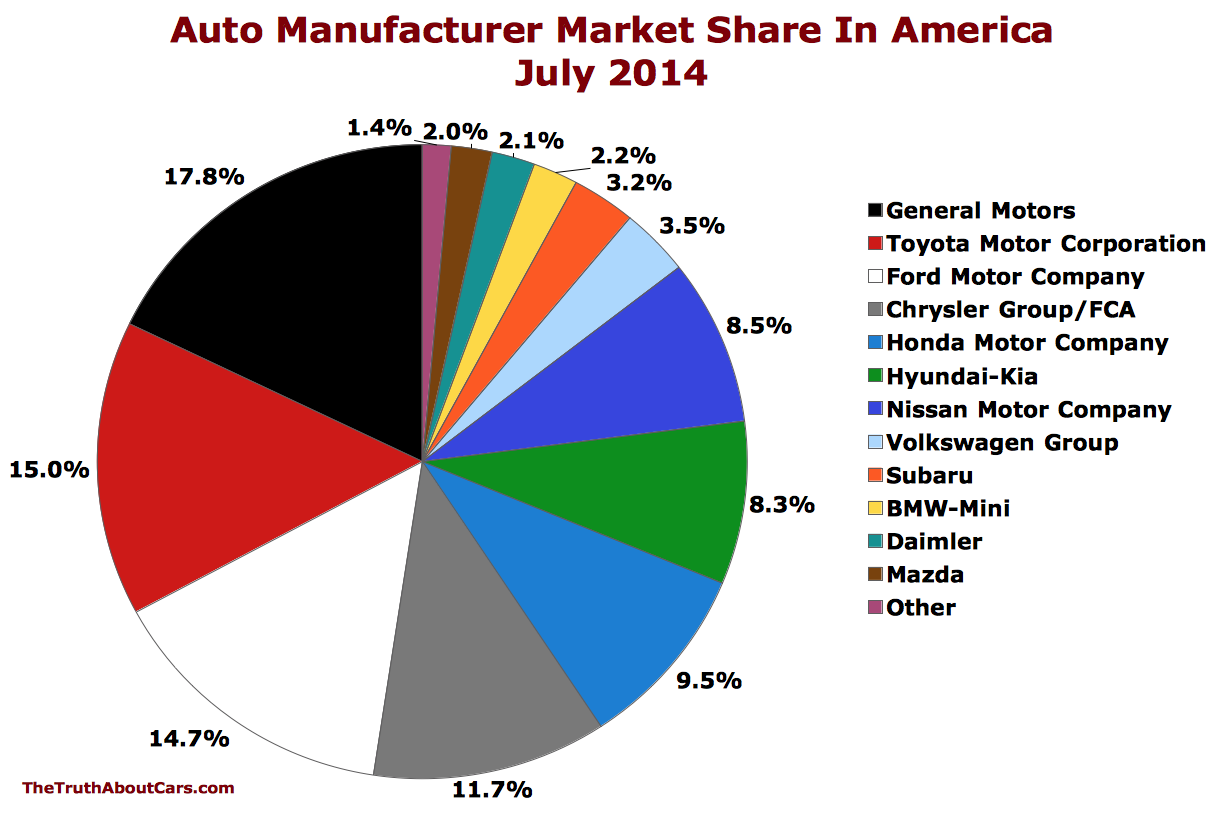 Auto Manufacturer Market Share In America
July 2014
1.4%
2.0%
2.1%
2.2%
3.2%
3.5%
8.5%
8.3%
9.5%
11.7%
14.7%
15.0%
17.8%
General Motors
Toyota Motor Corporation
Ford Motor Company
Chrysler Group/FCA
Honda Motor Company
Hyundai-Kia
Nissan Motor Company
Volkswagen Group
Subaru
BMW-Mini
Daimler
Mazda
Other
TheTruthAboutCars.com